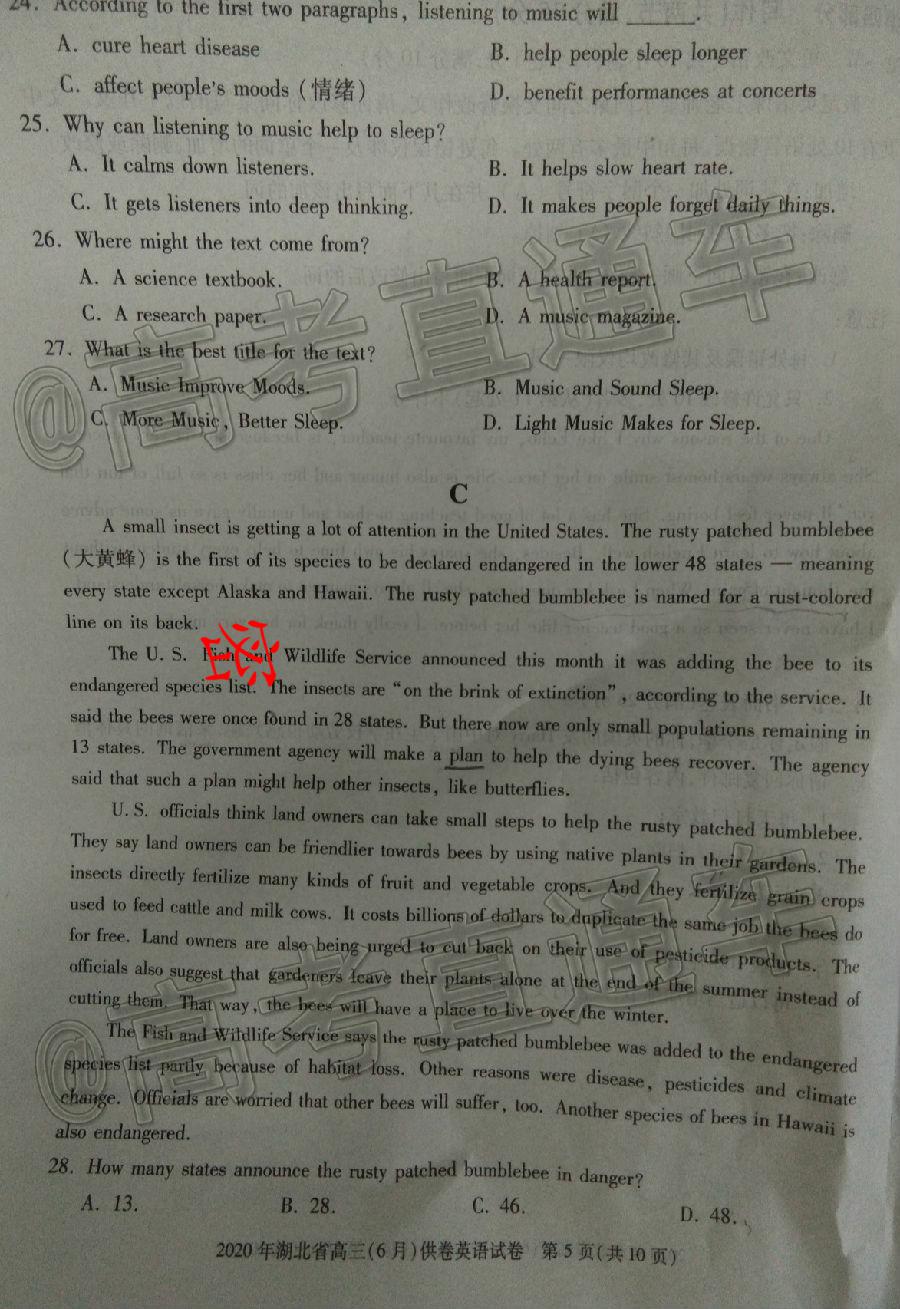 24. According to the first two paragraphs, listening to music will ______.
A. cure heart disease B. help people sleep longer
C. affect people's moods (情绪) D. benefit performances at concerts
25. Why can listening to music help to sleep?
A. It calms down listeners. B. It helps slow heart rate.
C. It gets listeners into deep thinking. D. It makes people forget daily things.
26. Where might the text come from?
A. A science textbook. B. A health report.
C. A research paper. D. A music magazine.
27. What is the best title for the text?
A. Music Improve Moods. B. Music and Sound Sleep.
C. More Music, Better Sleep. D. Light Music Makes for Sleep.
@高考直通车
C
A small insect is getting a lot of attention in the United States. The rusty patched bumblebee
(大黄蜂) is the first of its species to be declared endangered in the lower 48 states — meaning
every state except Alaska and Hawaii. The rusty patched bumblebee is named for a rust-colored
line on its back.
The U. S. Fish and Wildlife Service announced this month it was adding the bee to its
endangered species list. The insects are "on the brink of extinction", according to the service. It
said the bees were once found in 28 states. But there now are only small populations remaining in
13 states. The government agency will make a plan to help the dying bees recover. The agency
said that such a plan might help other insects, like butterflies.
U. S. officials think land owners can take small steps to help the rusty patched bumblebee.
They say land owners can be friendlier towards bees by using native plants in their gardens. The
insects directly fertilize many kinds of fruit and vegetable crops. And they fertilize grain crops
used to feed cattle and milk cows. It costs billions of dollars to duplicate the same job the bees do
for free. Land owners are also being urged to cut back on their use of pesticide products. The
officials also suggest that gardeners leave their plants alone at the end of the summer instead of
cutting them. That way, the bees will have a place to live over the winter.
The Fish and Wildlife Service says the rusty patched bumblebee was added to the endangered
species list partly because of habitat loss. Other reasons were disease, pesticides and climate
change. Officials are worried that other bees will suffer, too. Another species of bees in Hawaii is
also endangered.
@高考直通车
28. How many states announce the rusty patched bumblebee in danger?
A. 13. B. 28. C. 46. D. 48.
2020年湖北省高三(6月)供卷英语试卷 第5页(共10页)